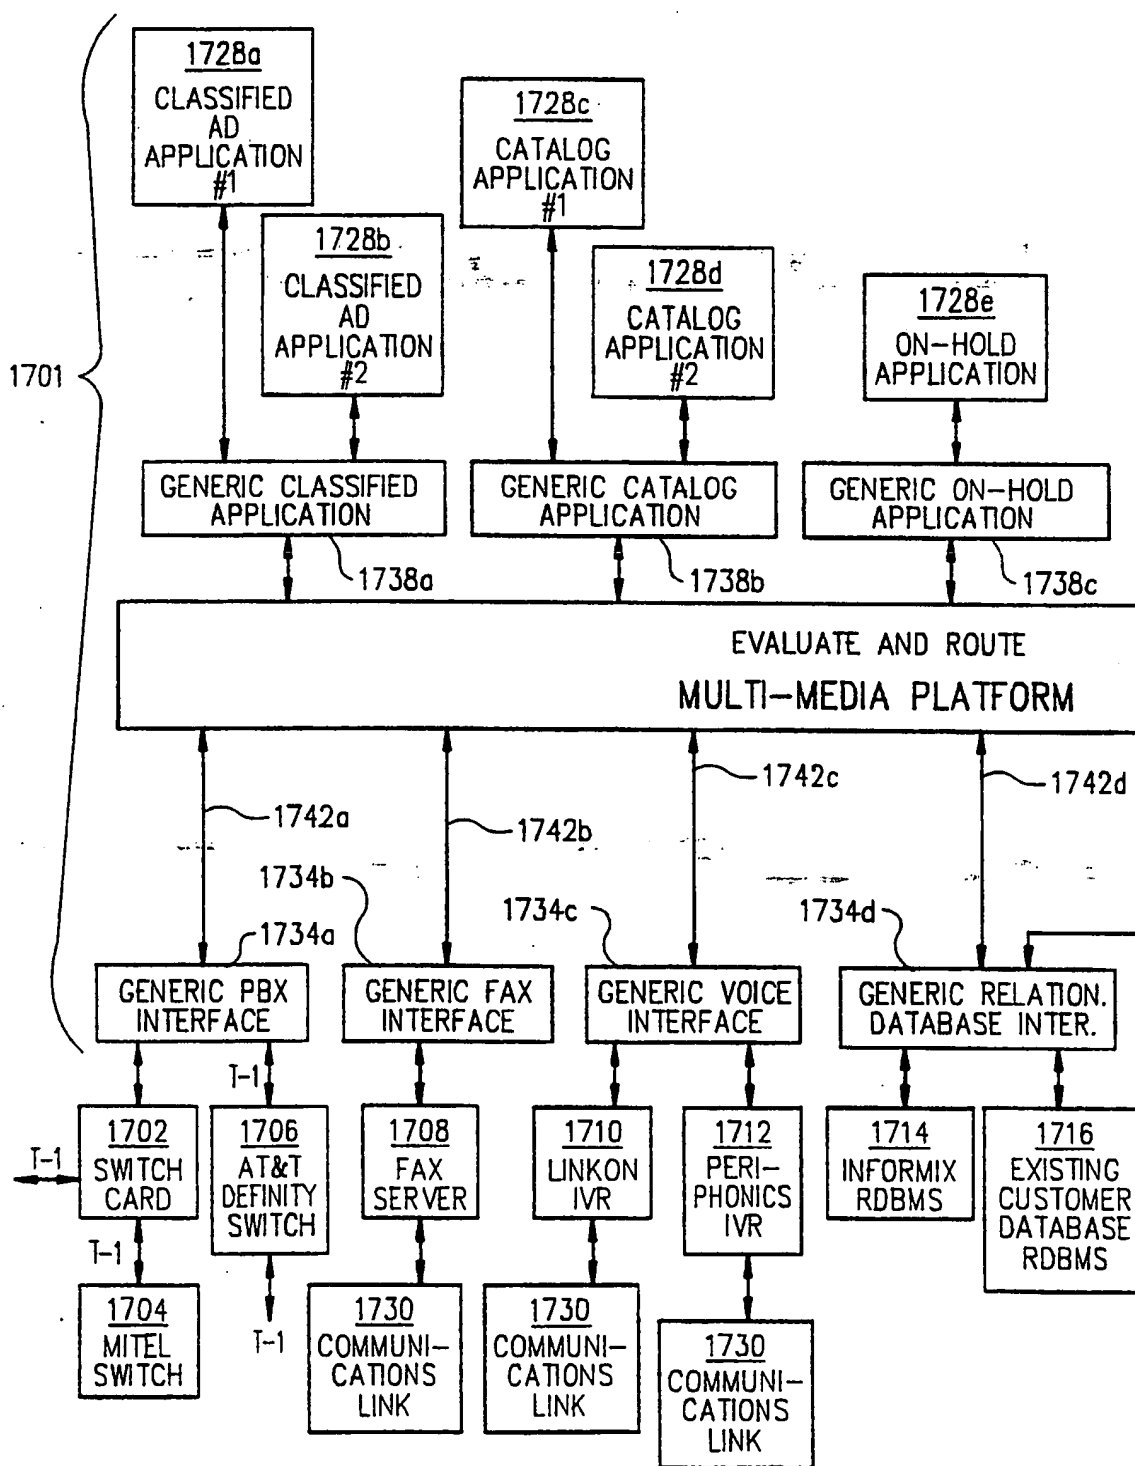 1728a
CLASSIFIED
AD
APPLICATION
#1
1728c
CATALOG
APPLICATION
#1
1728b
CLASSIFIED
AD
APPLICATION
#2
1728d
CATALOG
APPLICATION
#2
1728e
ON-HOLD
APPLICATION
1701
GENERIC CLASSIFIED
APPLICATION
GENERIC CATALOG
APPLICATION
GENERIC ON-HOLD
APPLICATION
1738a
1738b
1738c
EVALUATE AND ROUTE
MULTI-MEDIA PLATFORM
1742a
1742b
1742c
1742d
1734a
1734b
1734c
1734d
GENERIC PBX
INTERFACE
GENERIC FAX
INTERFACE
GENERIC VOICE
INTERFACE
GENERIC RELATION.
DATABASE INTER.
T-1
T-1
1702
SWITCH
CARD
1706
AT&T
DEFINITY
SWITCH
1708
FAX
SERVER
1710
LINKON
IVR
1712
PERI-
PHONICS
IVR
1714
INFORMIX
RDBMS
1716
EXISTING
CUSTOMER
DATABASE
RDBMS
T-1
1704
MITEL
SWITCH
T-1
1730
COMMUNI-
CATIONS
LINK
1730
COMMUNI-
CATIONS
LINK
1730
COMMUNI-
CATIONS
LINK